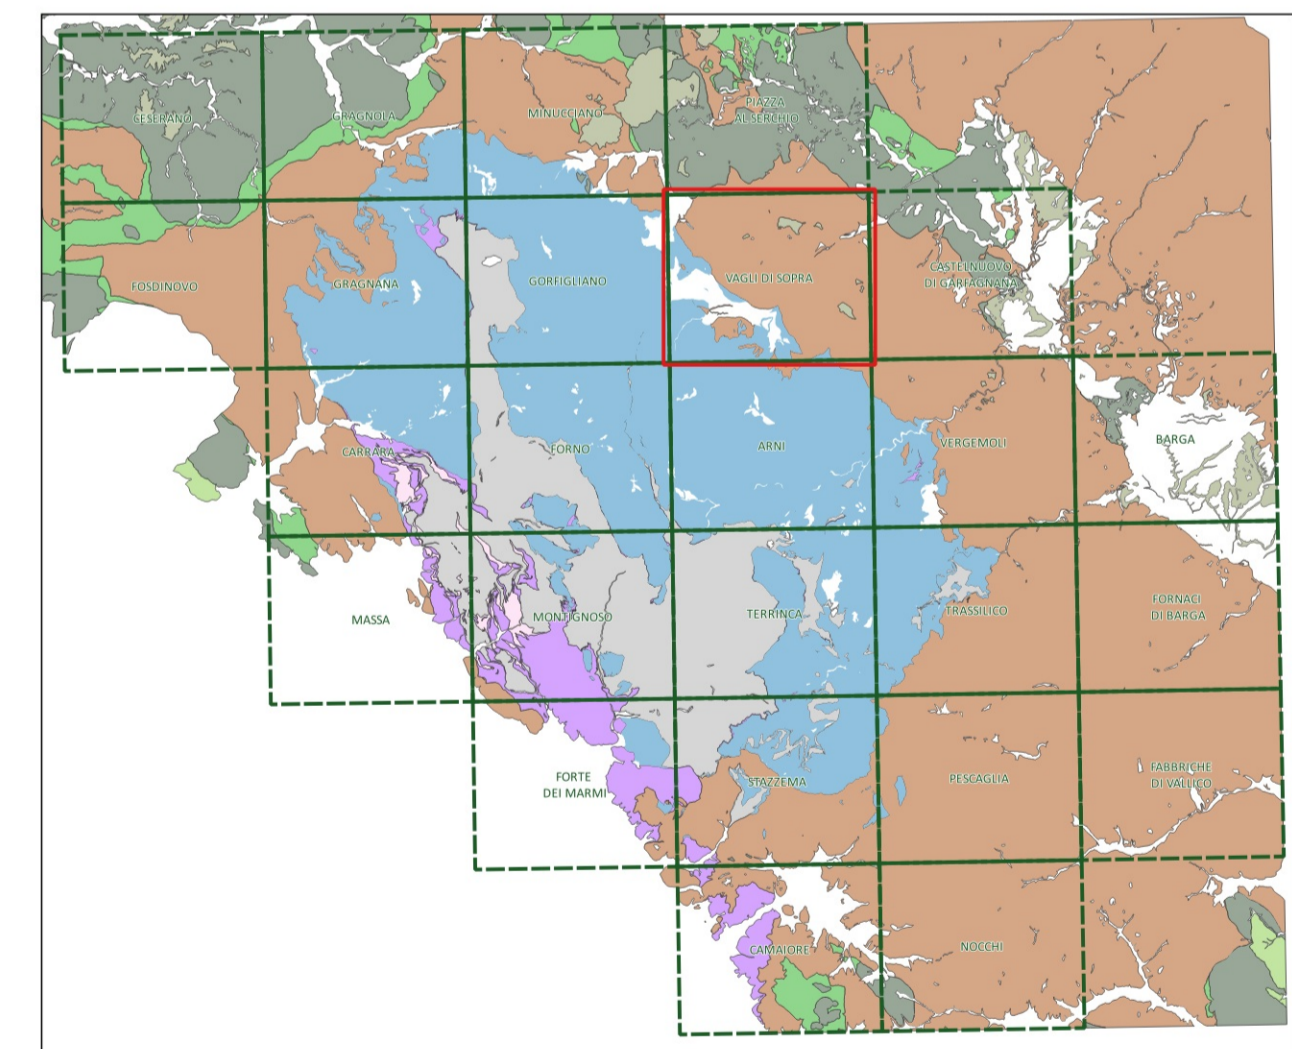 CESERANO
GRAGNOLA
MINUCCIANO
PIAZZA
AL SERCHIO
FOSDINOVO
GRAGNANA
GORFIGLIANO
VAGLI DI SOPRA
CASTELNUOVO
DI GARFAGNANA
CARRARA
FORNO
ARNI
VERGEMOLI
BARGA
MASSA
MONTIGNOSO
TERRINCA
TRASSILICO
FORNACI
DI BARGA
FORTE
DEI MARMI
STAZZEMA
PESCAGLIA
FABBRICHE
DI VALLICO
CAMAIORE
NOCCHI